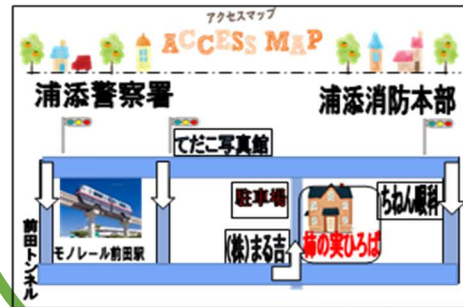 アクセスマップ
ACCESS MAP
浦添警察署
浦添消防本部
てだこ写真館
駐車場
ちねん眼科
(株)まる吉
柿の実ひろば
モノレール前田駅
前田トンネル